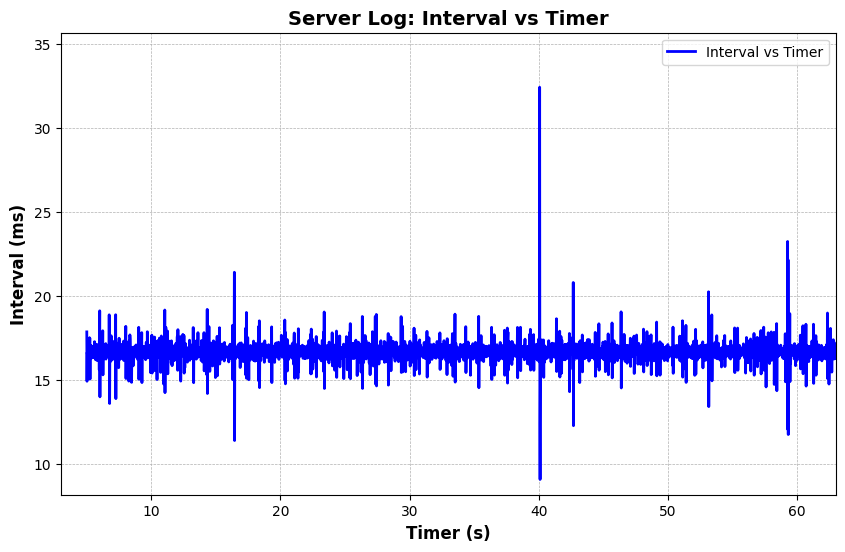 Server Log: Interval vs Timer
Interval vs Timer
35
30
25
20
15
10
Interval (ms)
10 20 30 40 50 60
Timer (s)